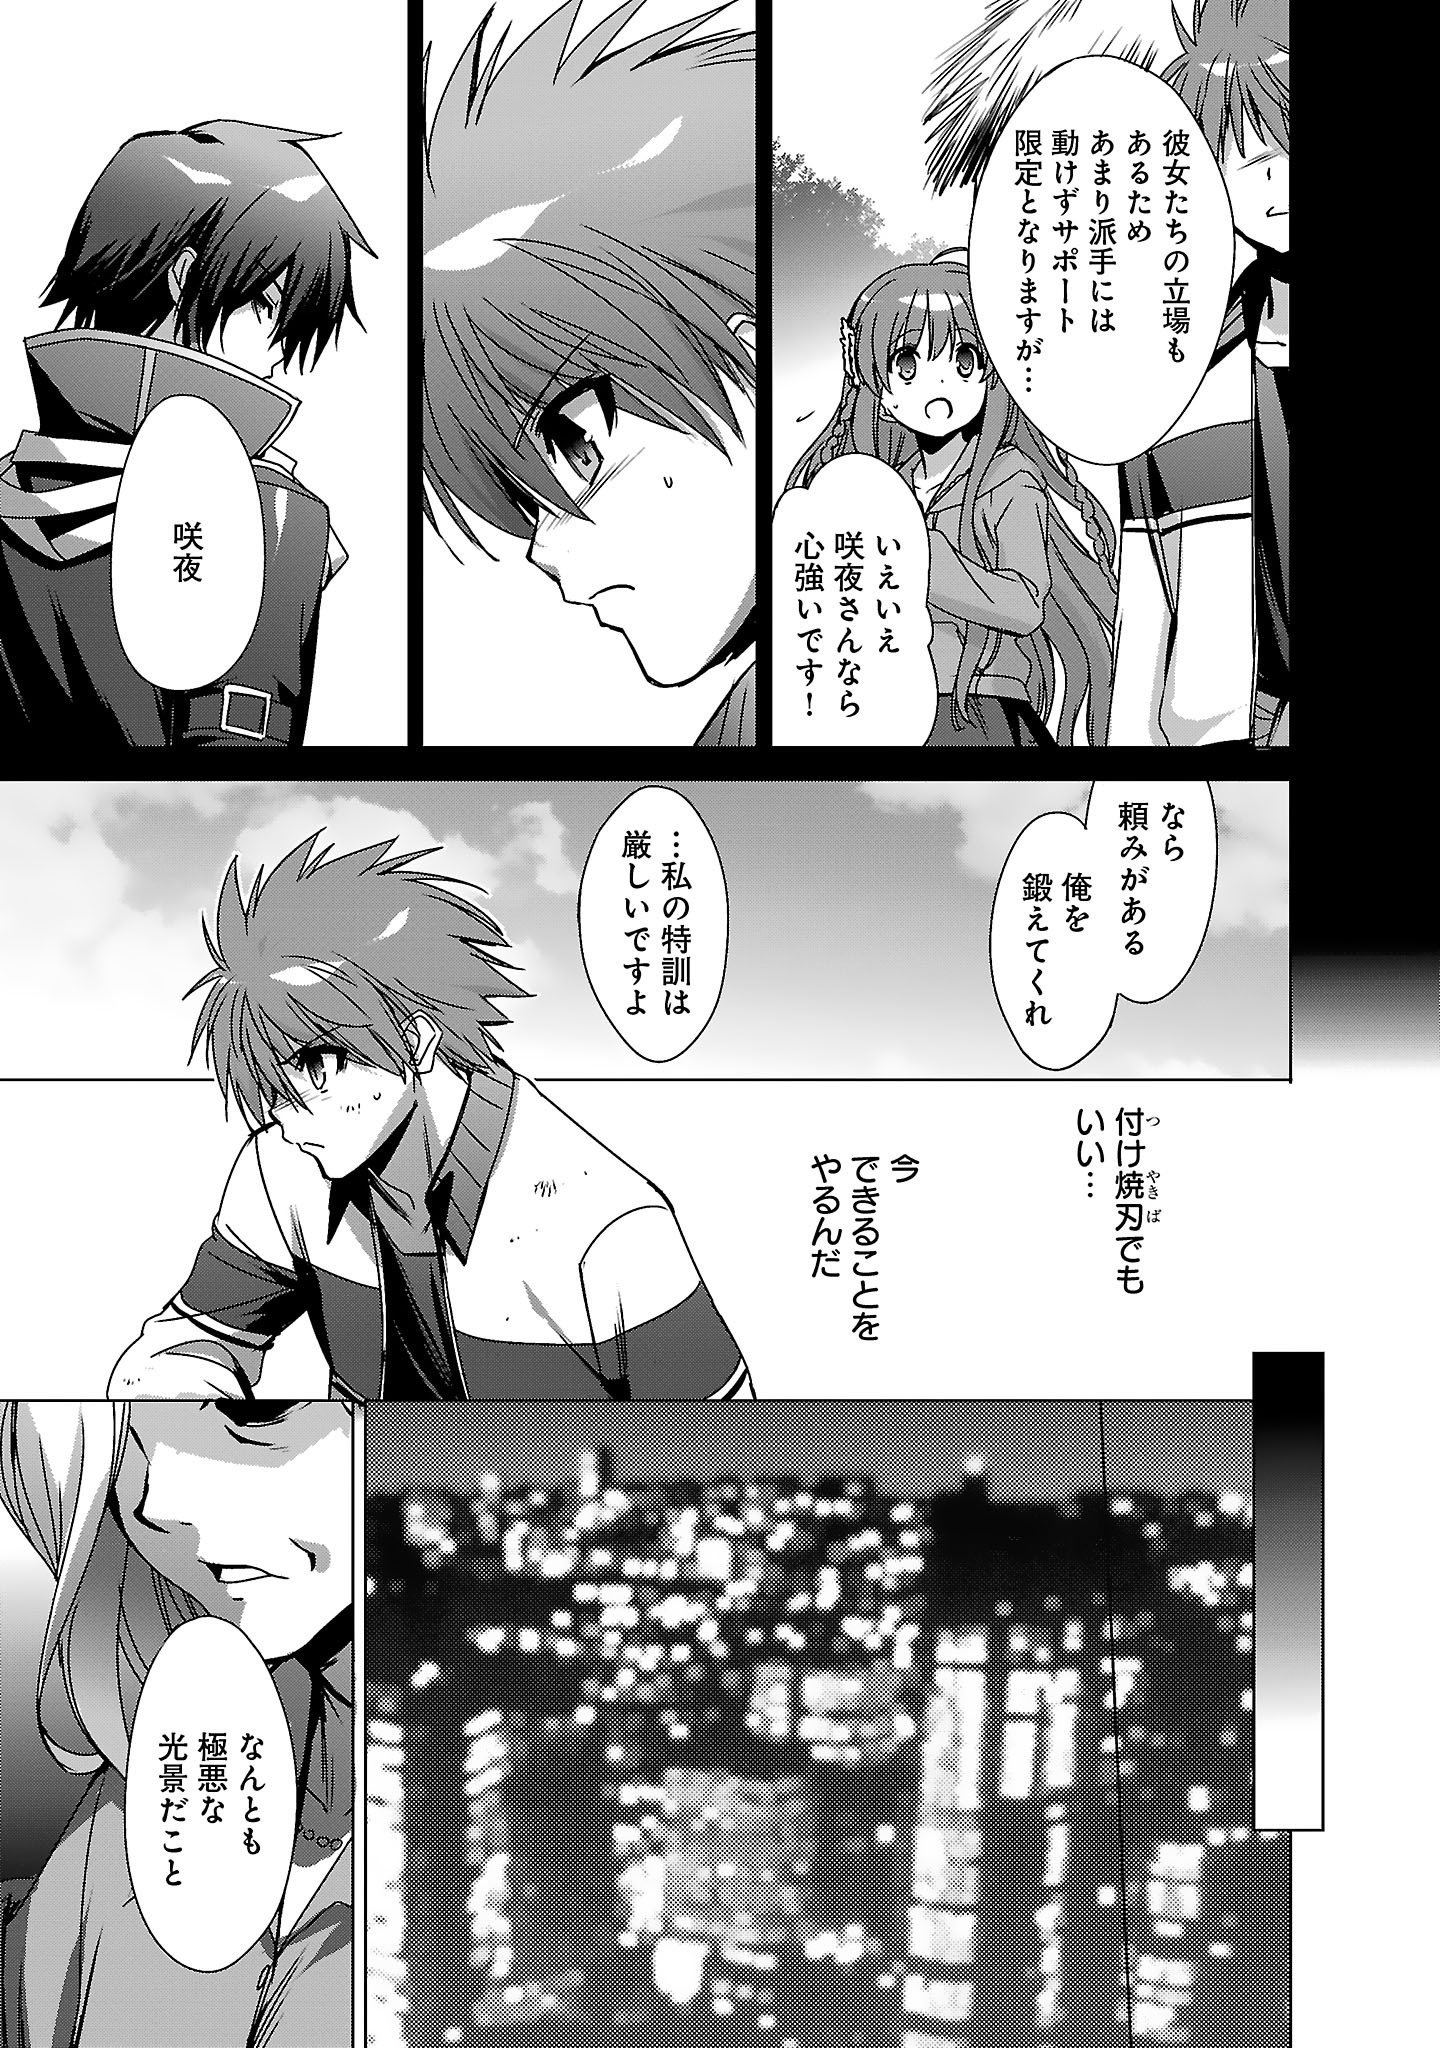 彼女たちの立場も
あるため
あまり派手には
動けずサポート
限定となりますが…
いえいえ
咲夜さんなら
心強いです！
咲夜
なら
頼みがある
俺を
鍛えてくれ
…私の特訓は
厳しいですよ
付け焼刃でも
つ
やきば
いい…
今
できることを
やるんだ
なんとも
極悪な
光景だこと